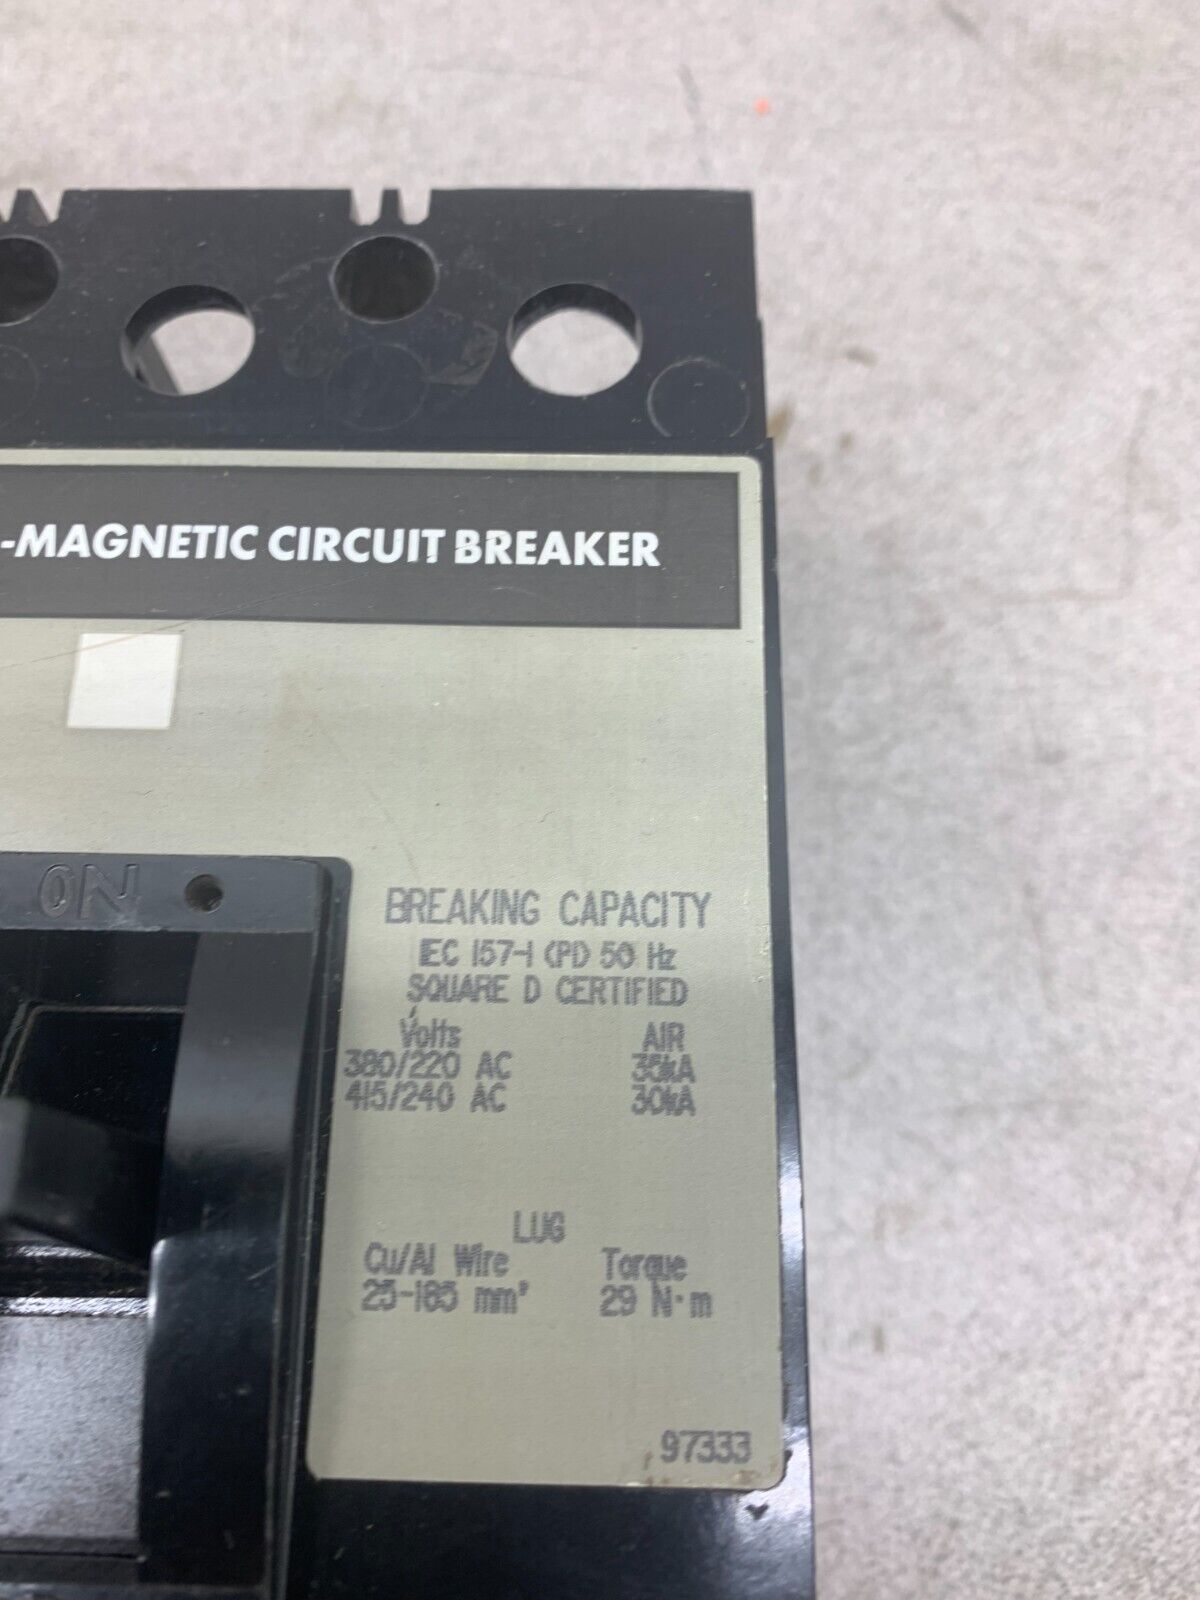 -MAGNETIC CIRCUIT BREAKER
ON
BREAKING CAPACITY
IEC 157-1 (P1) 50 Hz
SQUARE D CERTIFIED
Volts AIR
380/220 AC 35kA
415/240 AC 30kA
LUG
Cu/Al Wire Torque
25-185 mm² 29 N·m
97333